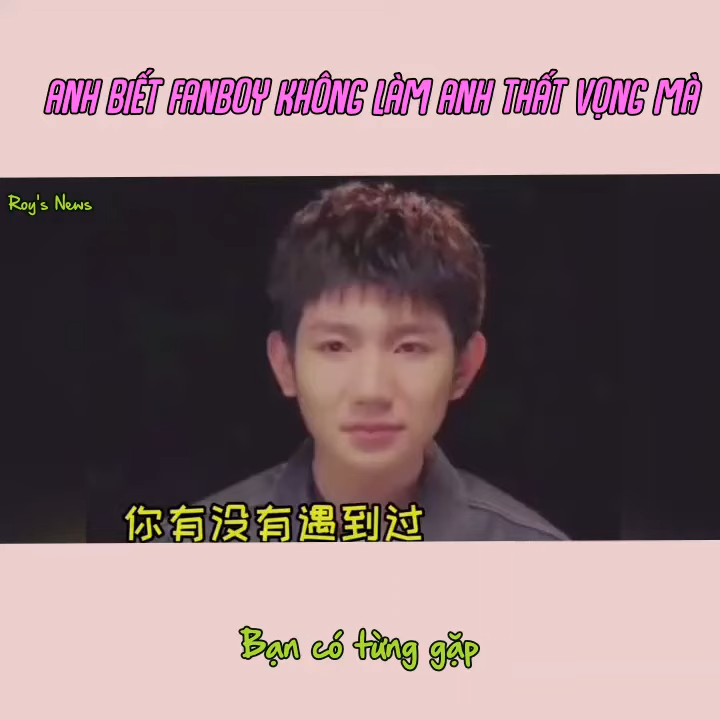 ANH BIẾT FANBOY KHÔNG LÀM ANH THẤT VỌNG MÀ
Roy's News
你有没有遇到过
Bạn có từng gặp